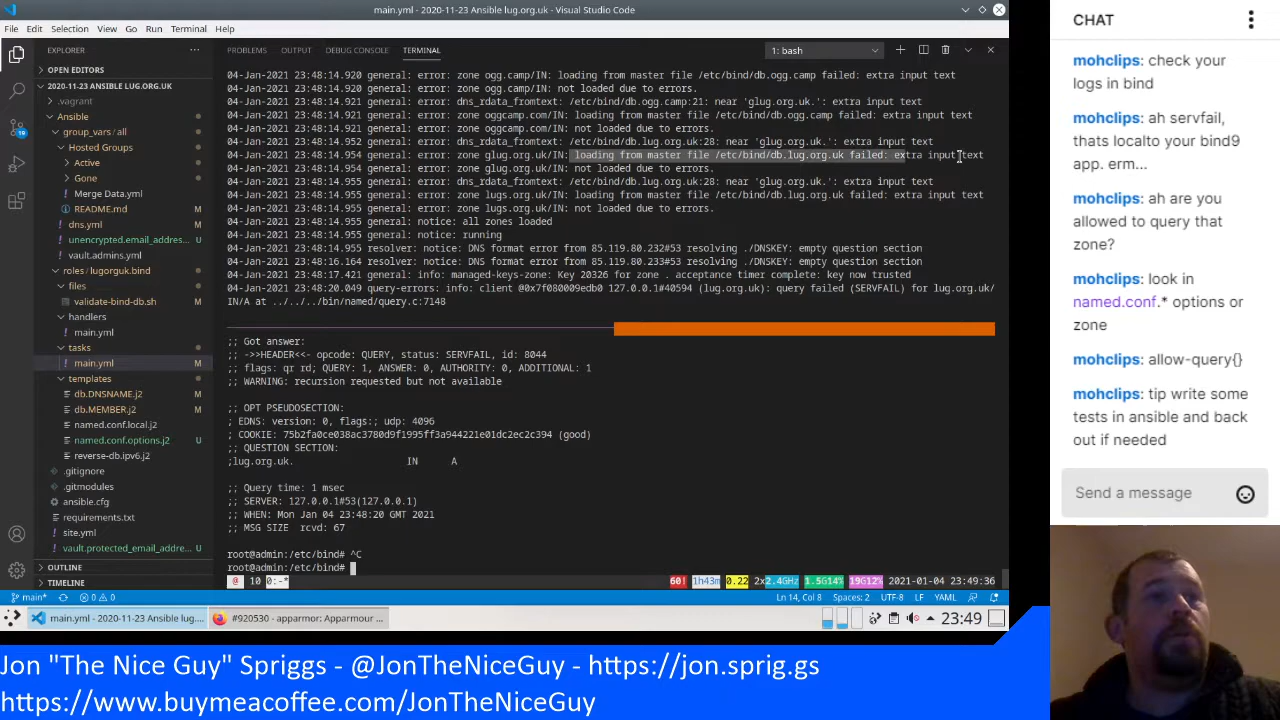 main.yml - 2020-11-23 Ansible lug.org.uk - Visual Studio Code
File Edit Selection View Go Run Terminal Help
EXPLORER
OPEN EDITORS
2020-11-23 ANSIBLE LUG.ORG.UK
.vagrant
Ansible
group_vars / all
Hosted Groups
Active
Gone
Merge Data.yml
README.md M
dns.yml M
unencrypted.email_addres... U
vault.admins.yml M
roles / lugorguk.bind
files
validate-bind-db.sh M
handlers
main.yml M
tasks
main.yml M
templates
db.DNSNAME.j2 M
db.MEMBER.j2 M
named.conf.local.j2
named.conf.options.j2 U
reverse-db.ipv6.j2
.gitignore
.gitmodules
ansible.cfg
requirements.txt
site.yml
vault.protected_email_addre... U
OUTLINE
TIMELINE
19
PROBLEMS OUTPUT DEBUG CONSOLE TERMINAL 1: bash
04-Jan-2021 23:48:14.920 general: error: zone ogg.camp/IN: loading from master file /etc/bind/db.ogg.camp failed: extra input text
04-Jan-2021 23:48:14.920 general: error: zone ogg.camp/IN: not loaded due to errors.
04-Jan-2021 23:48:14.921 general: error: dns_rdata_fromtext: /etc/bind/db.ogg.camp:21: near 'glug.org.uk.': extra input text
04-Jan-2021 23:48:14.921 general: error: zone oggcamp.com/IN: loading from master file /etc/bind/db.ogg.camp failed: extra input text
04-Jan-2021 23:48:14.921 general: error: zone oggcamp.com/IN: not loaded due to errors.
04-Jan-2021 23:48:14.952 general: error: dns_rdata_fromtext: /etc/bind/db.lug.org.uk:28: near 'glug.org.uk.': extra input text
04-Jan-2021 23:48:14.954 general: error: zone glug.org.uk/IN: loading from master file /etc/bind/db.lug.org.uk failed: extra input text
04-Jan-2021 23:48:14.954 general: error: zone glug.org.uk/IN: not loaded due to errors.
04-Jan-2021 23:48:14.955 general: error: dns_rdata_fromtext: /etc/bind/db.lug.org.uk:28: near 'glug.org.uk.': extra input text
04-Jan-2021 23:48:14.955 general: error: zone lugs.org.uk/IN: loading from master file /etc/bind/db.lug.org.uk failed: extra input text
04-Jan-2021 23:48:14.955 general: error: zone lugs.org.uk/IN: not loaded due to errors.
04-Jan-2021 23:48:14.955 general: notice: all zones loaded
04-Jan-2021 23:48:14.955 general: notice: running
04-Jan-2021 23:48:14.955 resolver: notice: DNS format error from 85.119.80.232#53 resolving ./DNSKEY: empty question section
04-Jan-2021 23:48:16.164 resolver: notice: DNS format error from 85.119.80.233#53 resolving ./DNSKEY: empty question section
04-Jan-2021 23:48:17.421 general: info: managed-keys-zone: Key 20326 for zone . acceptance timer complete: key now trusted
04-Jan-2021 23:48:20.049 query-errors: info: client @0x7f080009edb0 127.0.0.1#40594 (lug.org.uk): query failed (SERVFAIL) for lug.org.uk/
IN/A at ../../../bin/named/query.c:7148
;; Got answer:
;; ->>HEADER<<- opcode: QUERY, status: SERVFAIL, id: 8044
;; flags: qr rd; QUERY: 1, ANSWER: 0, AUTHORITY: 0, ADDITIONAL: 1
;; WARNING: recursion requested but not available
;; OPT PSEUDOSECTION:
; EDNS: version: 0, flags:; udp: 4096
; COOKIE: 75b2fa0ce038ac3780d9f1995ff3a944221e01dc2ec2c394 (good)
;; QUESTION SECTION:
;lug.org.uk. IN A
;; Query time: 1 msec
;; SERVER: 127.0.0.1#53(127.0.0.1)
;; WHEN: Mon Jan 04 23:48:20 GMT 2021
;; MSG SIZE rcvd: 67
root@admin:/etc/bind# ^C
root@admin:/etc/bind#
@ 10 0:-* 60! 1h43m 0.22 2x2.4GHz 1.5G14% 19G12% 2021-01-04 23:49:36
main* 0 0 Ln 14, Col 8 Spaces: 2 UTF-8 LF YAML
main.yml - 2020-11-23 Ansible lug.org.... #920530 - apparmor: Apparmour ... 23:49
CHAT
mohclips: check your
logs in bind
mohclips: ah servfail,
thats localto your bind9
app. erm...
mohclips: ah are you
allowed to query that
zone?
mohclips: look in
named.conf.* options or
zone
mohclips: allow-query{}
mohclips: tip write some
tests in ansible and back
out if needed
Send a message
Jon "The Nice Guy" Spriggs - @JonTheNiceGuy - https://jon.sprig.gs
https://www.buymeacoffee.com/JonTheNiceGuy